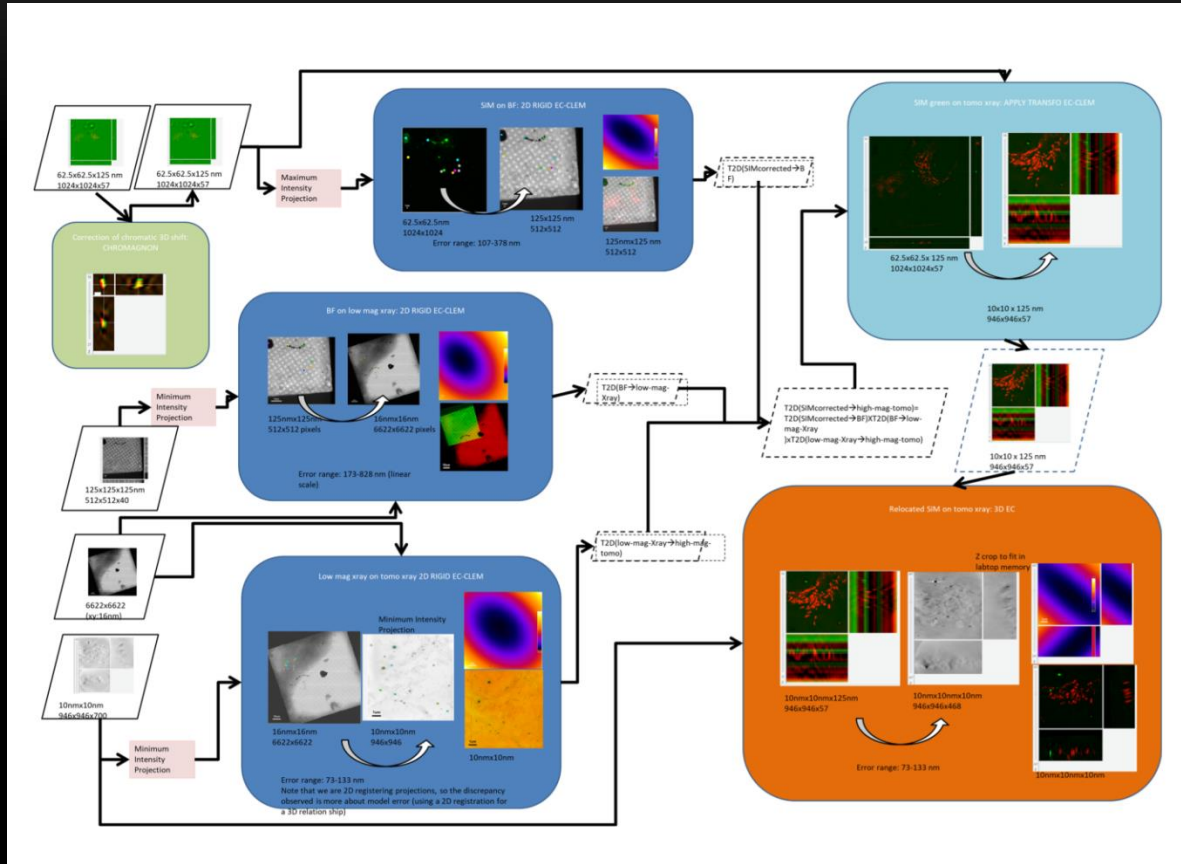 SIM on BF: 2D RIGID EC-CLEM
SIM green on tomo xray: APPLY TRANSFO EC-CLEM
62.5x62.5x125 nm
1024x1024x57
62.5x62.5x125 nm
1024x1024x57
Maximum
Intensity
Projection
62.5x62.5nm
1024x1024
125x125 nm
512x512
Error range: 107-378 nm
125nmx125 nm
512x512
T2D(SIMcorrected→B
F)
62.5x62.5x 125 nm
1024x1024x57
10x10 x 125 nm
946x946x57
Correction of chromatic 3D shift:
CHROMAGNON
BF on low mag xray: 2D RIGID EC-CLEM
125nmx125nm
512x512 pixels
16nmx16nm
6622x6622 pixels
Error range: 173-828 nm (linear
scale)
T2D(BF→low-mag-
Xray)
Minimum
Intensity
Projection
125x125x125nm
512x512x40
T2D(SIMcorrected→high-mag-tomo)=
T2D(SIMcorrected→BF)XT2D(BF→low-
mag-Xray
)xT2D(low-mag-Xray→high-mag-tomo)
10x10 x 125 nm
946x946x57
6622x6622
(xy:16nm)
T2D(low-mag-Xray→high-mag-
tomo)
Low mag xray on tomo xray 2D RIGID EC-CLEM
Minimum Intensity
Projection
16nmx16nm
6622x6622
10nmx10nm
946x946
10nmx10nm
Error range: 73-133 nm
Note that we are 2D registering projections, so the discrepancy
observed is more about model error (using a 2D registration for
a 3D relation ship)
10nmx10nm
946x946x700
Minimum
Intensity
Projection
Relocated SIM on tomo xray: 3D EC
Z crop to fit in
labtop memory
10nmx10nmx125nm
946x946x57
10nmx10nmx10nm
946x946x468
10nmx10nmx10nm
Error range: 73-133 nm